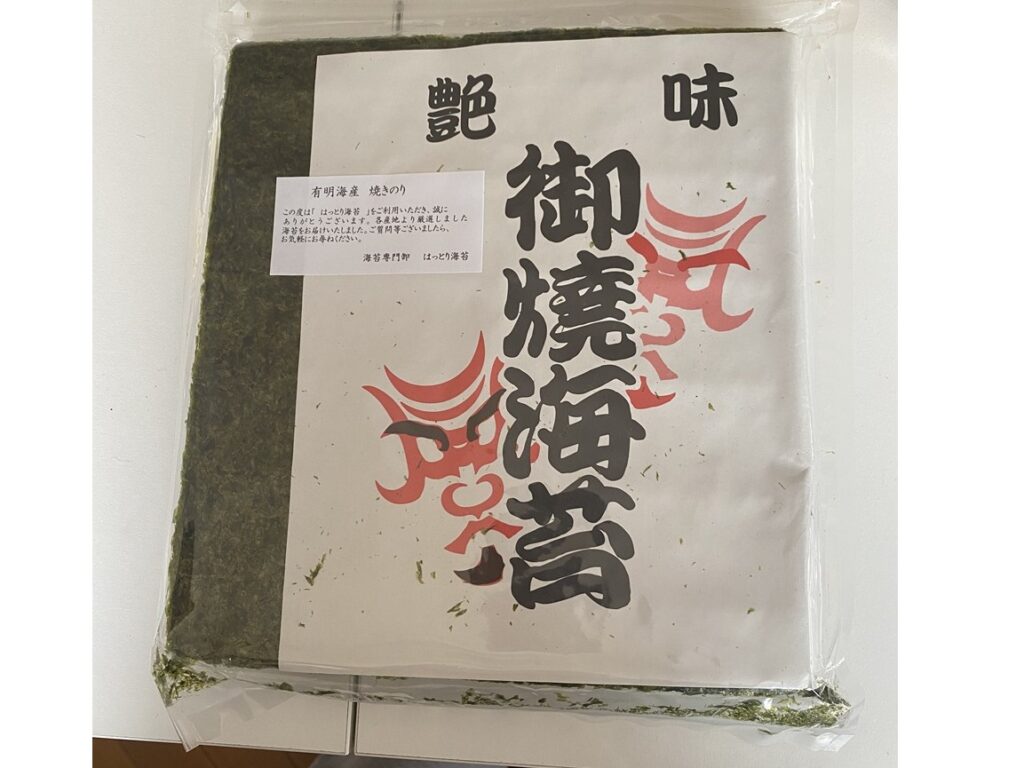 味 艶
御燒海苔
有明海産 焼きのり
この度は「 はっとり海苔 」をご利用いただき、誠に
ありがとうございます。各産地より厳選しました
海苔をお届けいたしました。ご質問等ございましたら、
お気軽にお尋ねください。
海苔専門卸 はっとり海苔